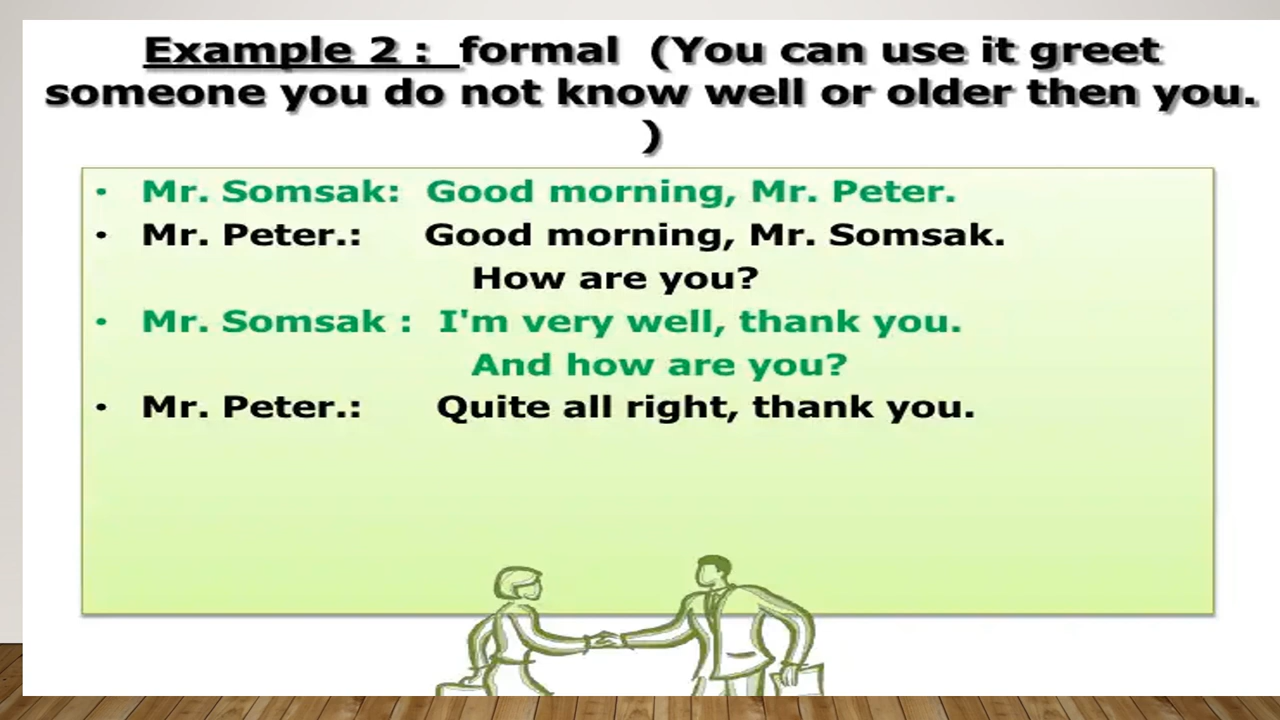 Example 2 : formal (You can use it greet
someone you do not know well or older then you.
)
• Mr. Somsak: Good morning, Mr. Peter.
• Mr. Peter.: Good morning, Mr. Somsak.
How are you?
• Mr. Somsak : I'm very well, thank you.
And how are you?
• Mr. Peter.: Quite all right, thank you.